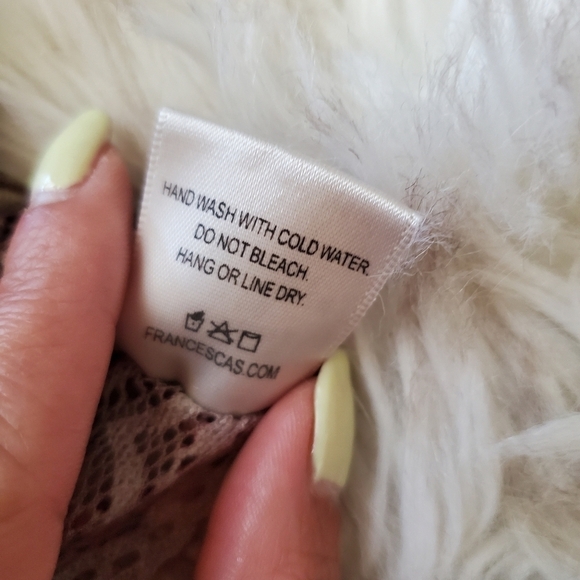 HAND WASH WITH COLD WATER.
DO NOT BLEACH.
HANG OR LINE DRY.
FRANCESCAS.COM